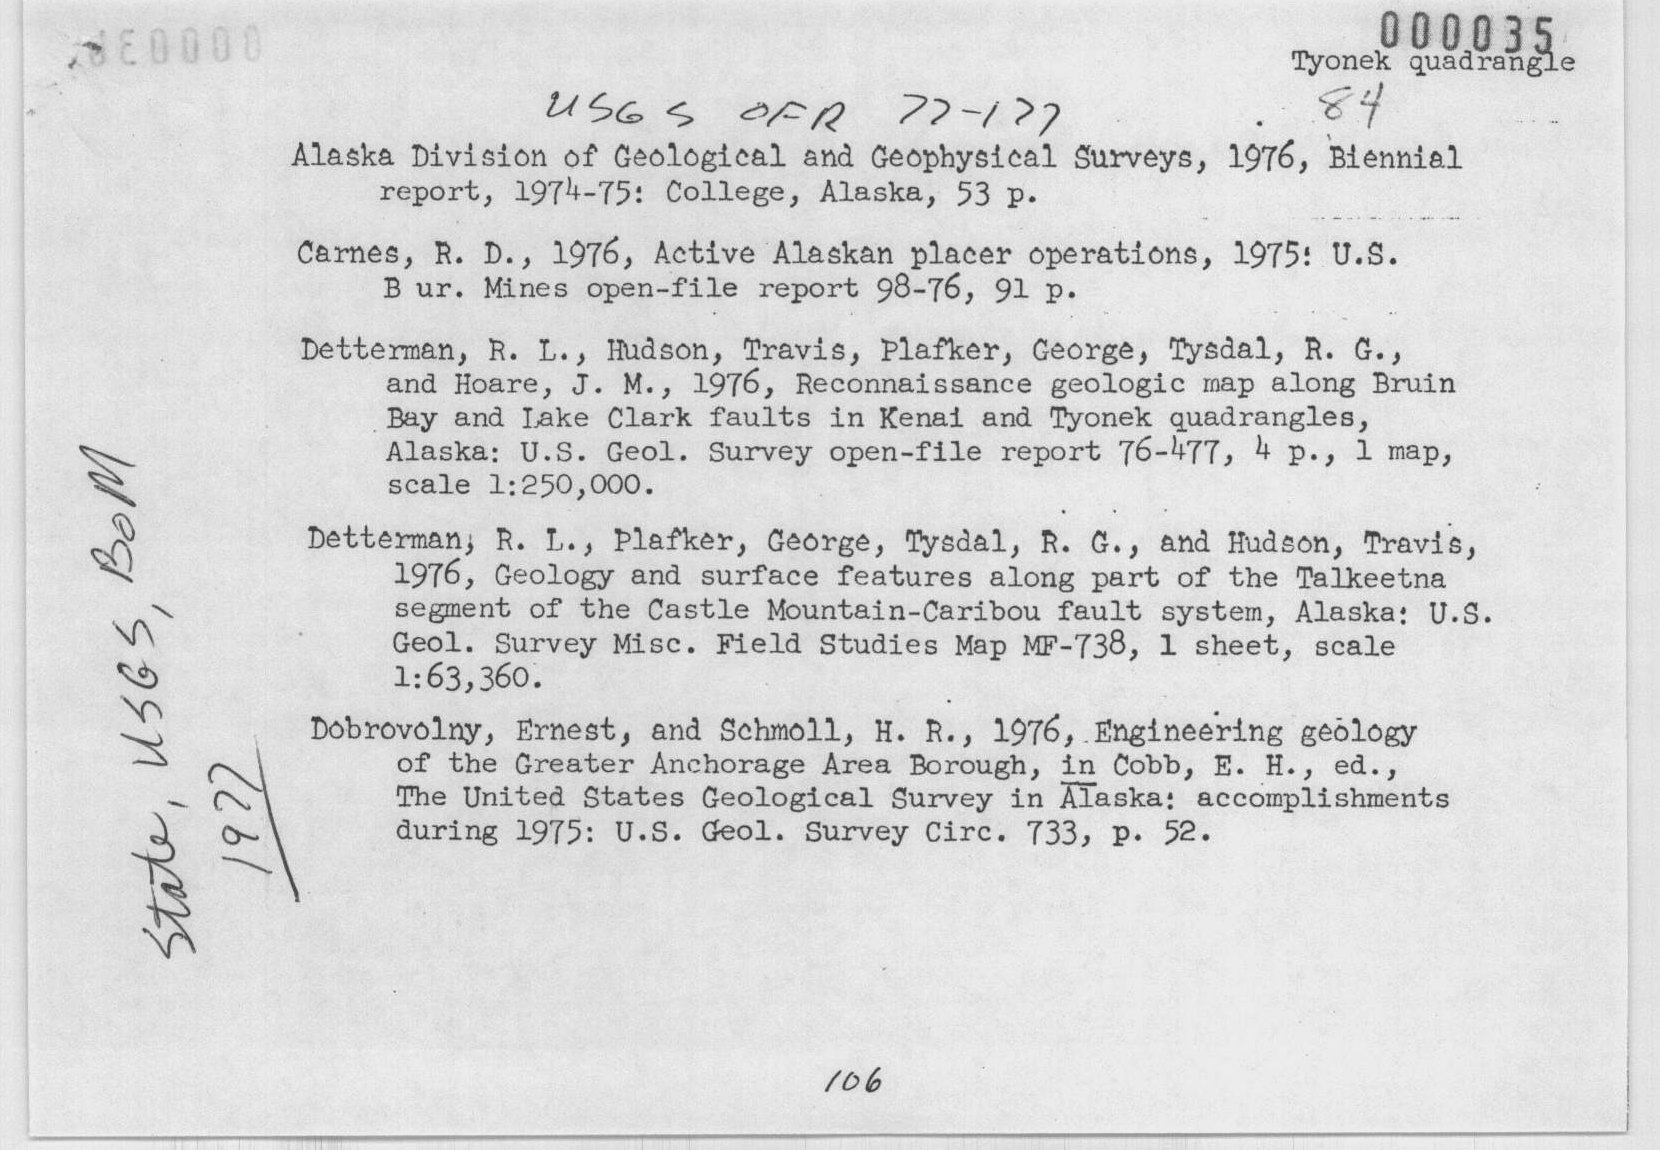 000035
Tyonek quadrangle
84
USGS OFR 77-177
Alaska Division of Geological and Geophysical Surveys, 1976, Biennial
report, 1974-75: College, Alaska, 53 p.
Carnes, R. D., 1976, Active Alaskan placer operations, 1975: U.S.
B ur. Mines open-file report 98-76, 91 p.
Detterman, R. L., Hudson, Travis, Plafker, George, Tysdal, R. G.,
and Hoare, J. M., 1976, Reconnaissance geologic map along Bruin
Bay and Lake Clark faults in Kenai and Tyonek quadrangles,
Alaska: U.S. Geol. Survey open-file report 76-477, 4 p., 1 map,
scale 1:250,000.
Detterman, R. L., Plafker, George, Tysdal, R. G., and Hudson, Travis,
1976, Geology and surface features along part of the Talkeetna
segment of the Castle Mountain-Caribou fault system, Alaska: U.S.
Geol. Survey Misc. Field Studies Map MF-738, 1 sheet, scale
1:63,360.
Dobrovolny, Ernest, and Schmoll, H. R., 1976, Engineering geology
of the Greater Anchorage Area Borough, in Cobb, E. H., ed.,
The United States Geological Survey in Alaska: accomplishments
during 1975: U.S. Geol. Survey Circ. 733, p. 52.
State, USGS, BoM
1977
106